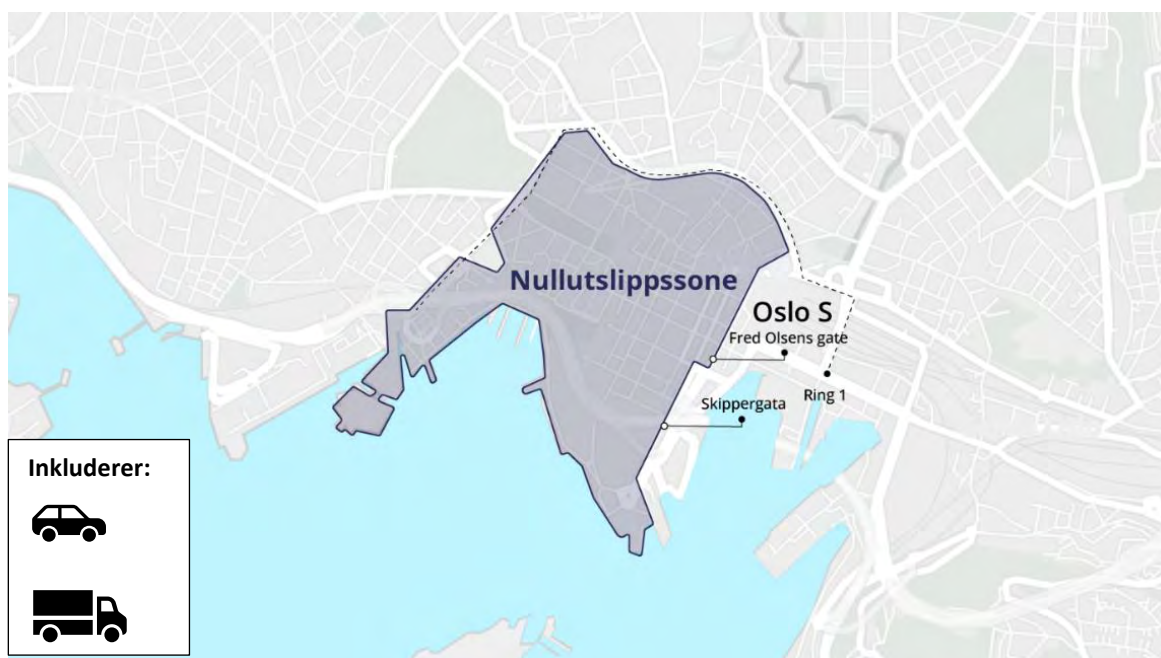 Nullutslippssone
Oslo S
Fred Olsens gate
Ring 1
Skippergata
Inkluderer: